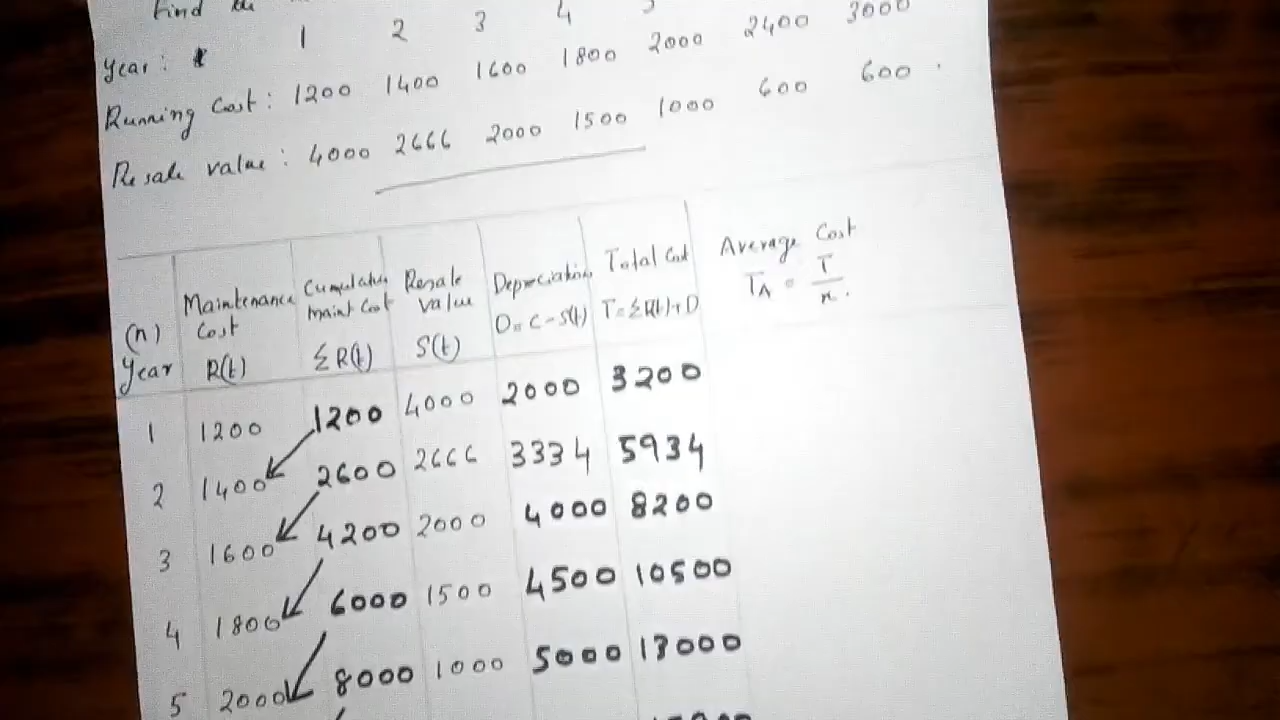 Find the
Year: 1 2 3 4 5
Running Cost: 1200 1400 1600 1800 2000 2400 3000
Resale value: 4000 2666 2000 1500 1000 600 600
(n) Year Maintenance Cost R(t) Cumulative maint Cost ΣR(t) Resale Value S(t) Depreciation D=C-S(t) Total Cost T=ΣR(t)+D Average Cost TA = T/n.
1 1200 1200 4000 2000 3200
2 1400 2600 2666 3334 5934
3 1600 4200 2000 4000 8200
4 1800 6000 1500 4500 10500
5 2000 8000 1000 5000 13000